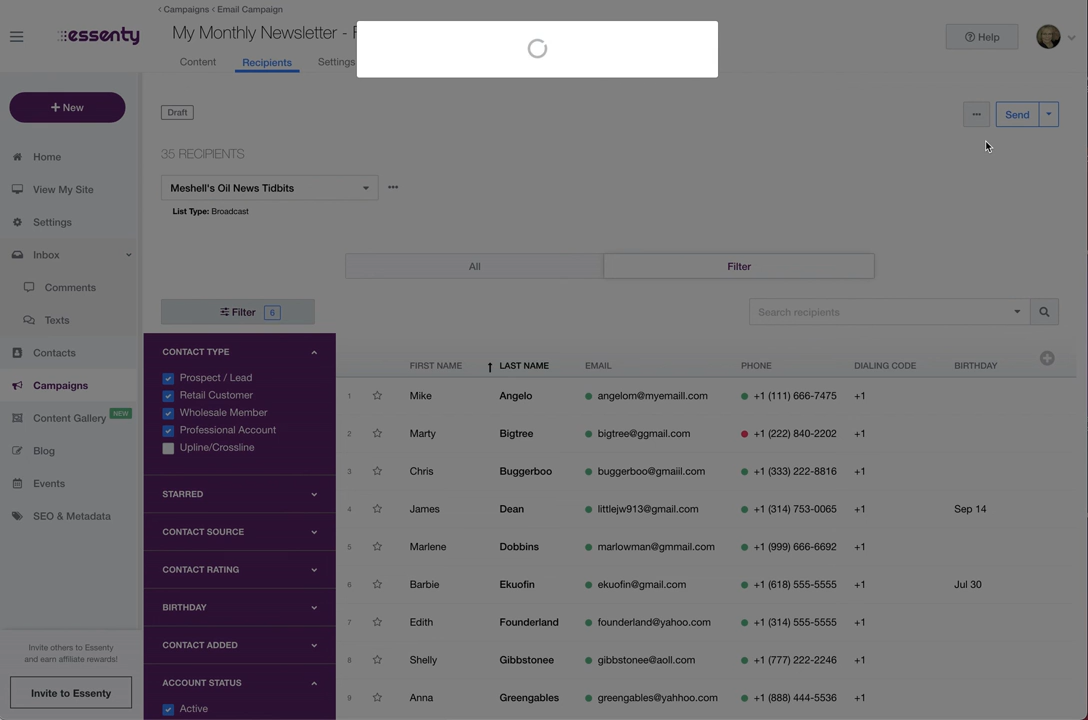 ‹ Campaigns ‹ Email Campaign
essenty
My Monthly Newsletter -
Help
Content
Recipients
Settings
New
Draft
Send
35 RECIPIENTS
Meshell's Oil News Tidbits
List Type: Broadcast
Home
View My Site
Settings
Inbox
Comments
Texts
Contacts
Campaigns
Content Gallery NEW
Blog
Events
SEO & Metadata
Invite others to Essenty
and earn affiliate rewards!
Invite to Essenty
All
Filter
Filter 6
Search recipients
CONTACT TYPE
Prospect / Lead
Retail Customer
Wholesale Member
Professional Account
Upline/Crossline
STARRED
CONTACT SOURCE
CONTACT RATING
BIRTHDAY
CONTACT ADDED
ACCOUNT STATUS
Active
FIRST NAME LAST NAME EMAIL PHONE DIALING CODE BIRTHDAY
1 Mike Angelo angelom@myemaill.com +1 (111) 666-7475 +1
2 Marty Bigtree bigtree@ggmail.com +1 (222) 840-2202 +1
3 Chris Buggerboo buggerboo@gmaiil.com +1 (333) 222-8816 +1
4 James Dean littlejw913@gmail.com +1 (314) 753-0065 +1 Sep 14
5 Marlene Dobbins marlowman@gmmail.com +1 (999) 666-6692 +1
6 Barbie Ekuofin ekuofin@gmail.com +1 (618) 555-5555 +1 Jul 30
7 Edith Founderland founderland@yahoo.com +1 (314) 555-5555 +1
8 Shelly Gibbstonee gibbstonee@aoll.com +1 (777) 222-2246 +1
9 Anna Greengables greengables@yahhoo.com +1 (888) 444-5536 +1